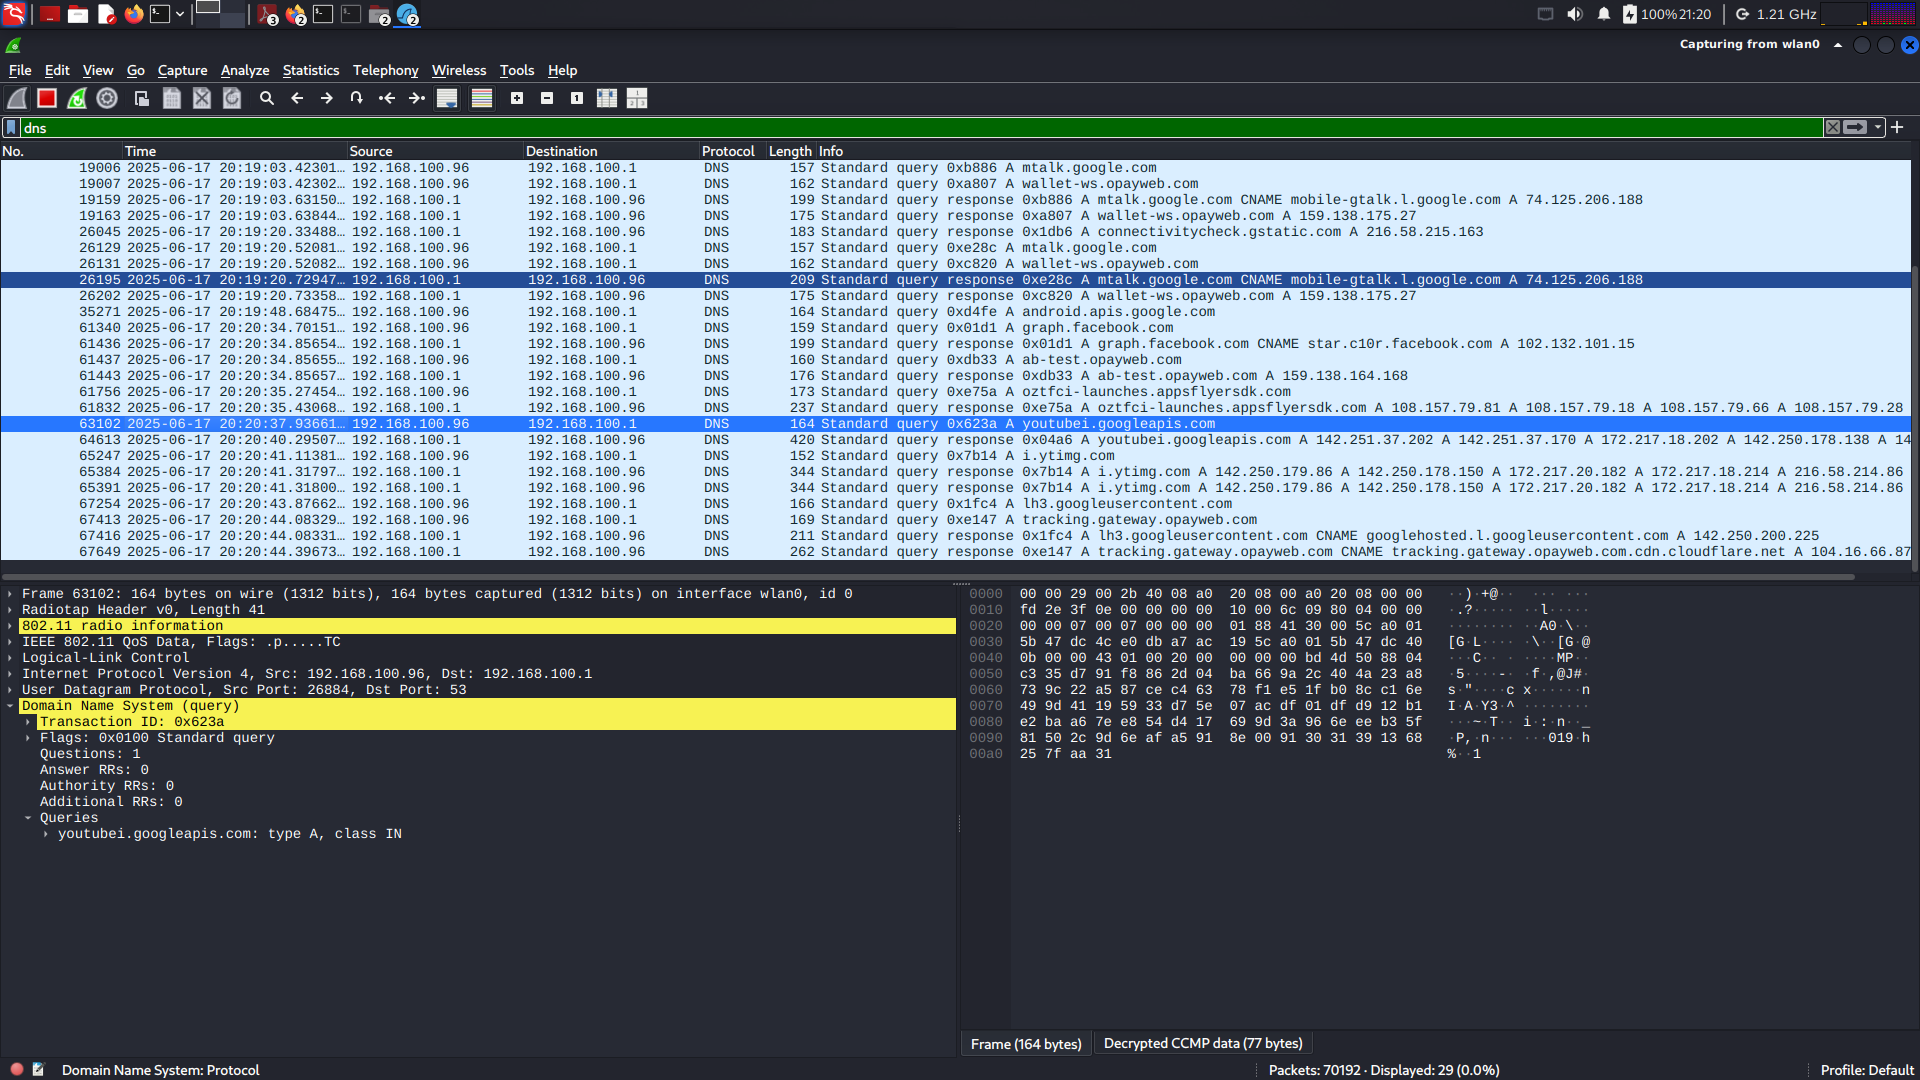 3
2
2
2
100% 21:20
1.21 GHz
Capturing from wlan0
File Edit View Go Capture Analyze Statistics Telephony Wireless Tools Help
dns
No. Time Source Destination Protocol Length Info
19006 2025-06-17 20:19:03.42301… 192.168.100.96 192.168.100.1 DNS 157 Standard query 0xb886 A mtalk.google.com
19007 2025-06-17 20:19:03.42302… 192.168.100.96 192.168.100.1 DNS 162 Standard query 0xa807 A wallet-ws.opayweb.com
19159 2025-06-17 20:19:03.63150… 192.168.100.1 192.168.100.96 DNS 199 Standard query response 0xb886 A mtalk.google.com CNAME mobile-gtalk.l.google.com A 74.125.206.188
19163 2025-06-17 20:19:03.63844… 192.168.100.1 192.168.100.96 DNS 175 Standard query response 0xa807 A wallet-ws.opayweb.com A 159.138.175.27
26045 2025-06-17 20:19:20.33488… 192.168.100.1 192.168.100.96 DNS 183 Standard query response 0x1db6 A connectivitycheck.gstatic.com A 216.58.215.163
26129 2025-06-17 20:19:20.52081… 192.168.100.96 192.168.100.1 DNS 157 Standard query 0xe28c A mtalk.google.com
26131 2025-06-17 20:19:20.52082… 192.168.100.96 192.168.100.1 DNS 162 Standard query 0xc820 A wallet-ws.opayweb.com
26195 2025-06-17 20:19:20.72947… 192.168.100.1 192.168.100.96 DNS 209 Standard query response 0xe28c A mtalk.google.com CNAME mobile-gtalk.l.google.com A 74.125.206.188
26202 2025-06-17 20:19:20.73358… 192.168.100.1 192.168.100.96 DNS 175 Standard query response 0xc820 A wallet-ws.opayweb.com A 159.138.175.27
35271 2025-06-17 20:19:48.68475… 192.168.100.96 192.168.100.1 DNS 164 Standard query 0xd4fe A android.apis.google.com
61340 2025-06-17 20:20:34.70151… 192.168.100.96 192.168.100.1 DNS 159 Standard query 0x01d1 A graph.facebook.com
61436 2025-06-17 20:20:34.85654… 192.168.100.1 192.168.100.96 DNS 199 Standard query response 0x01d1 A graph.facebook.com CNAME star.c10r.facebook.com A 102.132.101.15
61437 2025-06-17 20:20:34.85655… 192.168.100.96 192.168.100.1 DNS 160 Standard query 0xdb33 A ab-test.opayweb.com
61443 2025-06-17 20:20:34.85657… 192.168.100.1 192.168.100.96 DNS 176 Standard query response 0xdb33 A ab-test.opayweb.com A 159.138.164.168
61756 2025-06-17 20:20:35.27454… 192.168.100.96 192.168.100.1 DNS 173 Standard query 0xe75a A oztfci-launches.appsflyersdk.com
61832 2025-06-17 20:20:35.43068… 192.168.100.1 192.168.100.96 DNS 237 Standard query response 0xe75a A oztfci-launches.appsflyersdk.com A 108.157.79.81 A 108.157.79.18 A 108.157.79.66 A 108.157.79.28
63102 2025-06-17 20:20:37.93661… 192.168.100.96 192.168.100.1 DNS 164 Standard query 0x623a A youtubei.googleapis.com
64613 2025-06-17 20:20:40.29507… 192.168.100.1 192.168.100.96 DNS 420 Standard query response 0x04a6 A youtubei.googleapis.com A 142.251.37.202 A 142.251.37.170 A 172.217.18.202 A 142.250.178.138 A 14
65247 2025-06-17 20:20:41.11381… 192.168.100.96 192.168.100.1 DNS 152 Standard query 0x7b14 A i.ytimg.com
65384 2025-06-17 20:20:41.31797… 192.168.100.1 192.168.100.96 DNS 344 Standard query response 0x7b14 A i.ytimg.com A 142.250.179.86 A 142.250.178.150 A 172.217.20.182 A 172.217.18.214 A 216.58.214.86
65391 2025-06-17 20:20:41.31800… 192.168.100.1 192.168.100.96 DNS 344 Standard query response 0x7b14 A i.ytimg.com A 142.250.179.86 A 142.250.178.150 A 172.217.20.182 A 172.217.18.214 A 216.58.214.86
67254 2025-06-17 20:20:43.87662… 192.168.100.96 192.168.100.1 DNS 166 Standard query 0x1fc4 A lh3.googleusercontent.com
67413 2025-06-17 20:20:44.08329… 192.168.100.96 192.168.100.1 DNS 169 Standard query 0xe147 A tracking.gateway.opayweb.com
67416 2025-06-17 20:20:44.08331… 192.168.100.1 192.168.100.96 DNS 211 Standard query response 0x1fc4 A lh3.googleusercontent.com CNAME googlehosted.l.googleusercontent.com A 142.250.200.225
67649 2025-06-17 20:20:44.39673… 192.168.100.1 192.168.100.96 DNS 262 Standard query response 0xe147 A tracking.gateway.opayweb.com CNAME tracking.gateway.opayweb.com.cdn.cloudflare.net A 104.16.66.87
Frame 63102: 164 bytes on wire (1312 bits), 164 bytes captured (1312 bits) on interface wlan0, id 0
Radiotap Header v0, Length 41
802.11 radio information
IEEE 802.11 QoS Data, Flags: .p.....TC
Logical-Link Control
Internet Protocol Version 4, Src: 192.168.100.96, Dst: 192.168.100.1
User Datagram Protocol, Src Port: 26884, Dst Port: 53
Domain Name System (query)
Transaction ID: 0x623a
Flags: 0x0100 Standard query
Questions: 1
Answer RRs: 0
Authority RRs: 0
Additional RRs: 0
Queries
youtubei.googleapis.com: type A, class IN
0000 00 00 29 00 2b 40 08 a0 20 08 00 a0 20 08 00 00 ··)·+@·· ··· ···
0010 fd 2e 3f 0e 00 00 00 00 10 00 6c 09 80 04 00 00 ·.?····· ··l·····
0020 00 00 07 00 07 00 00 00 01 88 41 30 00 5c a0 01 ········ ··A0·\··
0030 5b 47 dc 4c e0 db a7 ac 19 5c a0 01 5b 47 dc 40 [G·L···· ·\··[G·@
0040 0b 00 00 43 01 00 20 00 00 00 00 bd 4d 50 88 04 ···C·· · ····MP··
0050 c3 35 d7 91 f8 86 2d 04 ba 66 9a 2c 40 4a 23 a8 ·5····-· ·f·,@J#·
0060 73 9c 22 a5 87 ce c4 63 78 f1 e5 1f b0 8c c1 6e s·"····c x······n
0070 49 9d 41 19 59 33 d7 5e 07 ac df 01 df d9 12 b1 I·A·Y3·^ ········
0080 e2 ba a6 7e e8 54 d4 17 69 9d 3a 96 6e ee b3 5f ···~·T·· i·:·n··_
0090 81 50 2c 9d 6e af a5 91 8e 00 91 30 31 39 13 68 ·P,·n··· ···019·h
00a0 25 7f aa 31 %··1
Frame (164 bytes) Decrypted CCMP data (77 bytes)
Domain Name System: Protocol
Packets: 70192 · Displayed: 29 (0.0%)
Profile: Default